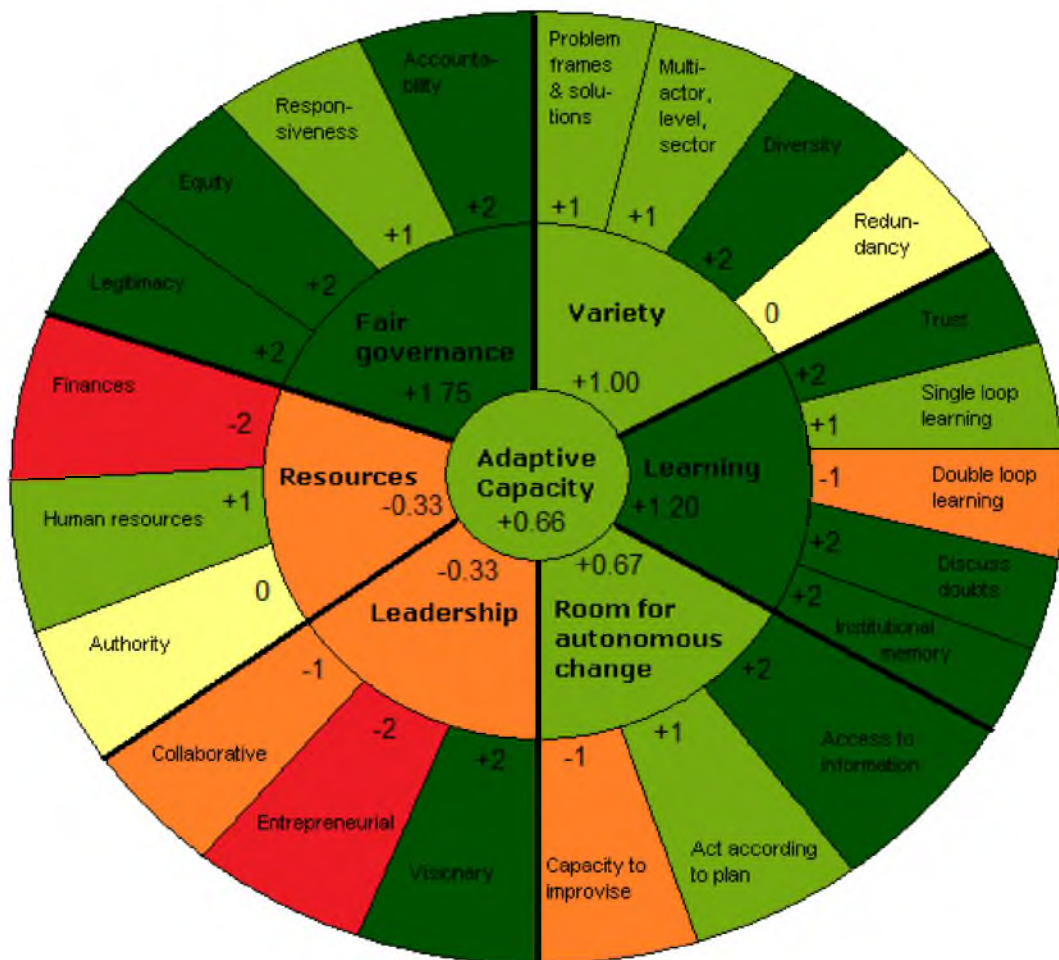 Problem
frames
& solu-
tions
+1
Multi-
actor,
level,
sector
+1
Diversity
+2
Redun-
dancy
0
Variety
+1.00
Trust
+2
Single loop
learning
+1
Double loop
learning
-1
Discuss
doubts
+2
Institutional
memory
+2
Learning
+1.20
Access to
information
+2
Act according
to plan
+1
Capacity to
improvise
-1
+0.67
Room for
autonomous
change
Visionary
+2
Entrepreneurial
-2
Collaborative
-1
-0.33
Leadership
Authority
0
Human resources
+1
Finances
-2
Resources
-0.33
Legitimacy
+2
Equity
+2
Respon-
siveness
+1
Accounta-
bility
+2
Fair
governance
+1.75
Adaptive
Capacity
+0.66